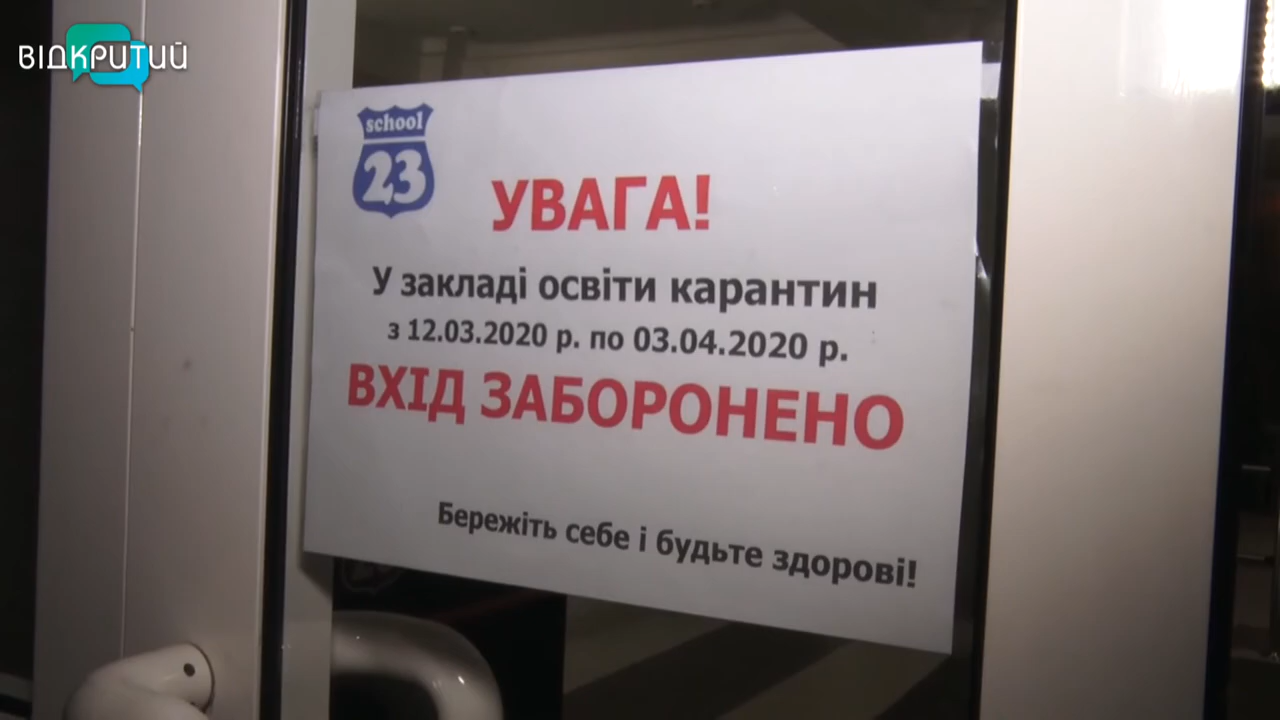 ВІДКРИТИЙ
school
23
УВАГА!
У закладі освіти карантин
з 12.03.2020 р. по 03.04.2020 р.
ВХІД ЗАБОРОНЕНО
Бережіть себе і будьте здорові!